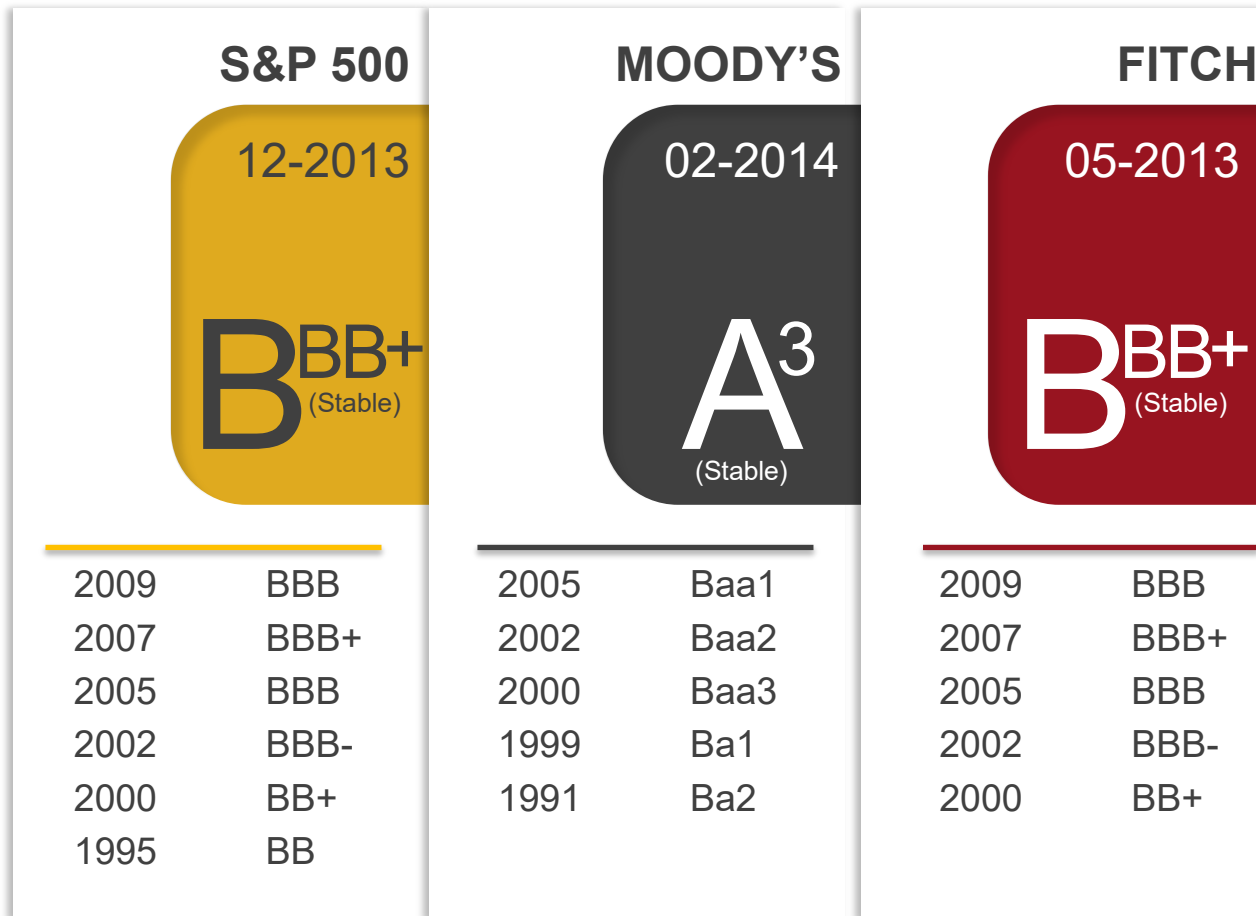 S&P 500
12-2013
BBB+
(Stable)
2009 BBB
2007 BBB+
2005 BBB
2002 BBB-
2000 BB+
1995 BB
MOODY'S
02-2014
A3
(Stable)
2005 Baa1
2002 Baa2
2000 Baa3
1999 Ba1
1991 Ba2
FITCH
05-2013
BBB+
(Stable)
2009 BBB
2007 BBB+
2005 BBB
2002 BBB-
2000 BB+